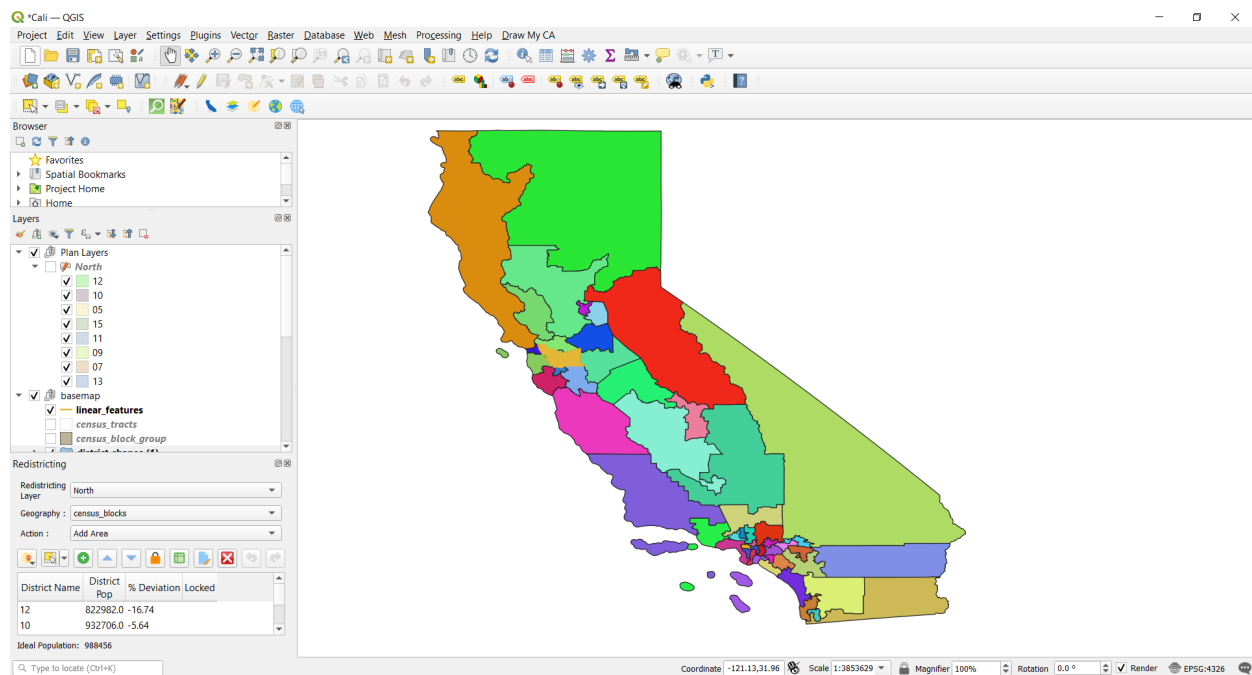 *Cali — QGIS
Project Edit View Layer Settings Plugins Vector Raster Database Web Mesh Processing Help Draw My CA
Browser
Favorites
Spatial Bookmarks
Project Home
Home
Layers
Plan Layers
North
12
10
05
15
11
09
07
13
basemap
linear_features
census_tracts
census_block_group
Redistricting
Redistricting Layer North
Geography : census_blocks
Action : Add Area
District Name District Pop % Deviation Locked
12 822982.0 -16.74
10 932706.0 -5.64
Ideal Population: 988456
Type to locate (Ctrl+K) Coordinate -121.13,31.96 Scale 1:3853629 Magnifier 100% Rotation 0.0 ° Render EPSG:4326